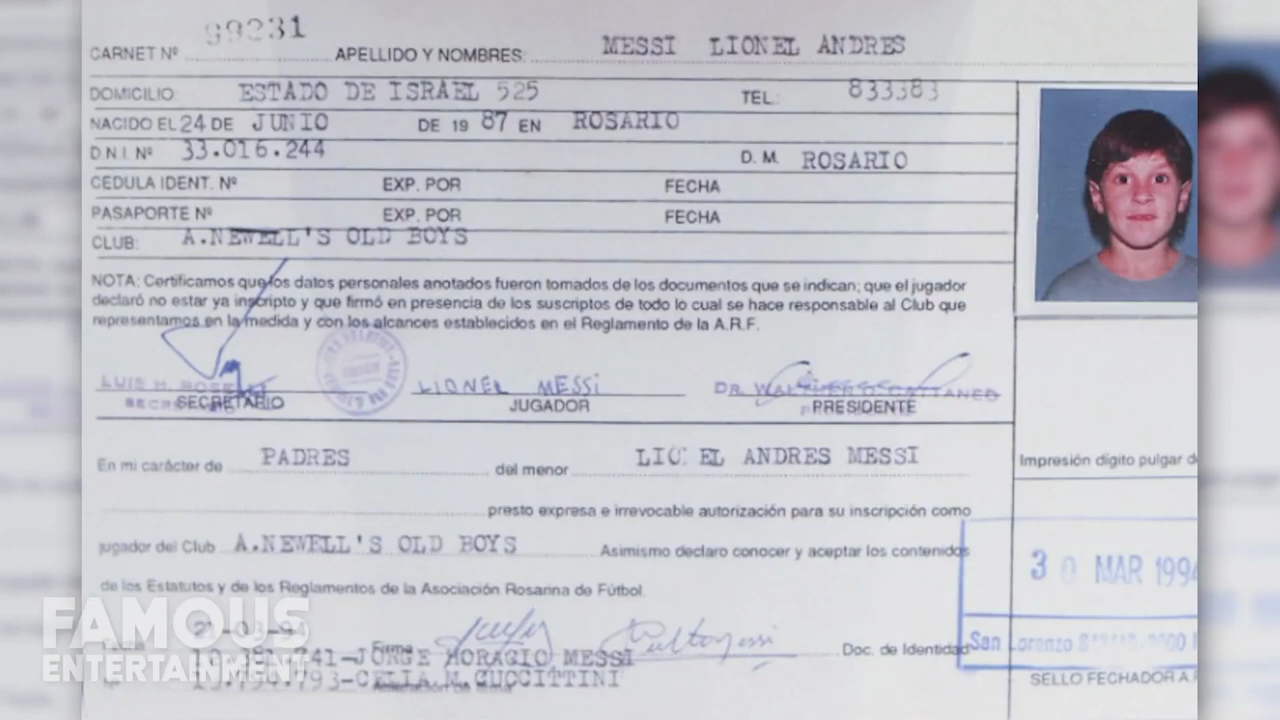 CARNET Nº 99231 APELLIDO Y NOMBRES: MESSI LIONEL ANDRES
DOMICILIO ESTADO DE ISRAEL 525 TEL.: 833383
NACIDO EL 24 DE JUNIO DE 19 87 EN ROSARIO
D.N.I. Nº 33.016.244 D. M. ROSARIO
CEDULA IDENT. Nº EXP. POR FECHA
PASAPORTE Nº EXP. POR FECHA
CLUB: A.NEWELL'S OLD BOYS
NOTA: Certificamos que los datos personales anotados fueron tomados de los documentos que se indican; que el jugador
declaró no estar ya inscripto y que firmó en presencia de los suscriptos de todo lo cual se hace responsable al Club que
representamos en la medida y con los alcances establecidos en el Reglamento de la A.R.F.
LUIS H. LIONEL MESSi DR. WALTHER CATTANEO
SECRETARIO JUGADOR PRESIDENTE
En mi carácter de PADRES del menor LIONEL ANDRES MESSI
Impresión dígito pulgar
presto expresa e irrevocable autorización para su inscripción como
jugador del Club A.NEWELL'S OLD BOYS Asimismo declaro conocer y aceptar los contenidos
30 MAR 1994
de los Estatutos y de los Reglamentos de la Asociación Rosarina de Fútbol.
Firma Doc. de Identidad San Lorenzo
JORGE HORACIO MESSI
CELIA.M.CUCCITTINI
SELLO FECHADOR
FAMOUS
ENTERTAINMENT